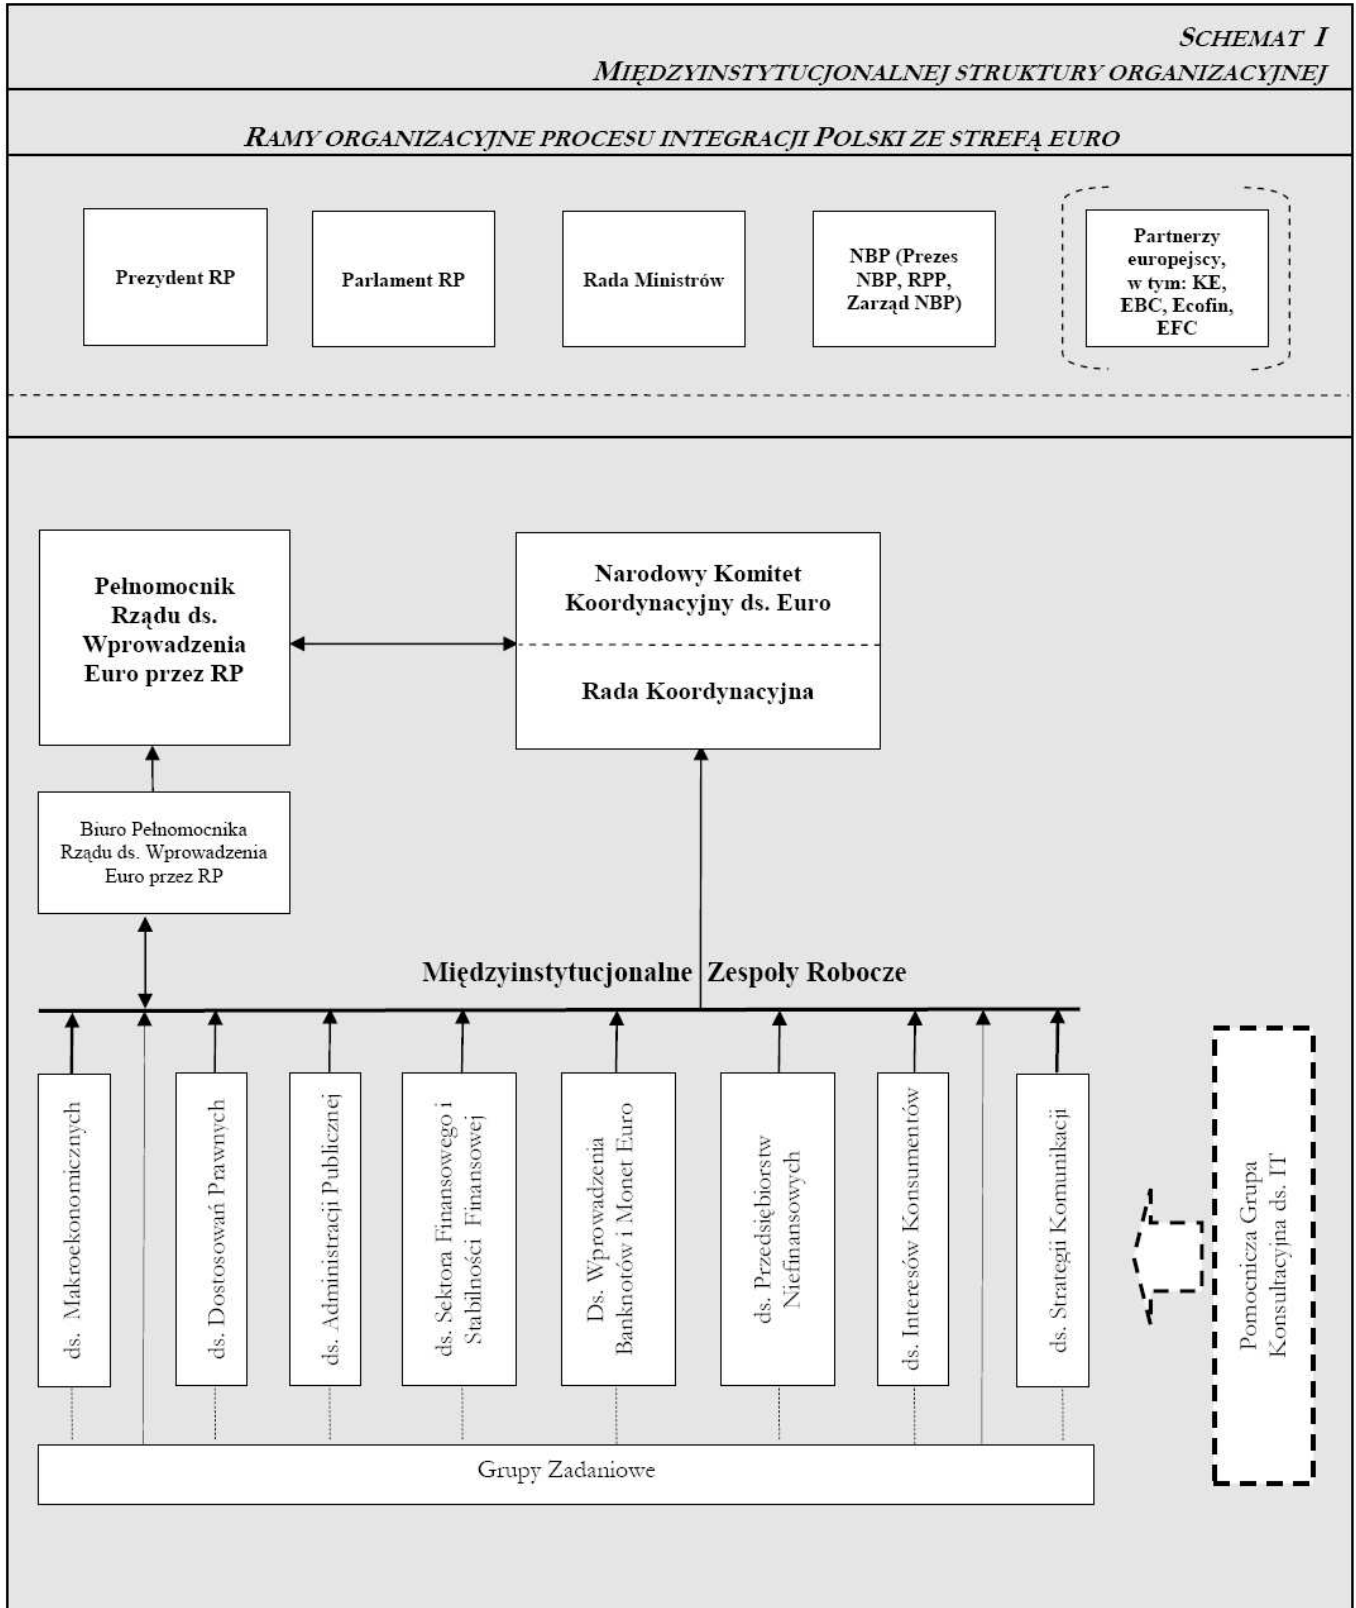 SCHEMAT I
MIĘDZYINSTYTUCJONALNEJ STRUKTURY ORGANIZACYJNEJ
RAMY ORGANIZACYJNE PROCESU INTEGRACJI POLSKI ZE STREFĄ EURO
Prezydent RP
Parlament RP
Rada Ministrów
NBP (Prezes
NBP, RPP,
Zarząd NBP)
Partnerzy
europejscy,
w tym: KE,
EBC, Ecofin,
EFC
Pełnomocnik
Rządu ds.
Wprowadzenia
Euro przez RP
Narodowy Komitet
Koordynacyjny ds. Euro
Rada Koordynacyjna
Biuro Pełnomocnika
Rządu ds. Wprowadzenia
Euro przez RP
Międzyinstytucjonalne Zespoły Robocze
ds. Makroekonomicznych
ds. Dostosowań Prawnych
ds. Administracji Publicznej
ds. Sektora Finansowego i
Stabilności Finansowej
Ds. Wprowadzenia
Banknotów i Monet Euro
ds. Przedsiębiorstw
Niefinansowych
ds. Interesów Konsumentów
ds. Strategii Komunikacji
Pomocnicza Grupa
Konsultacyjna ds. IT
Grupy Zadaniowe